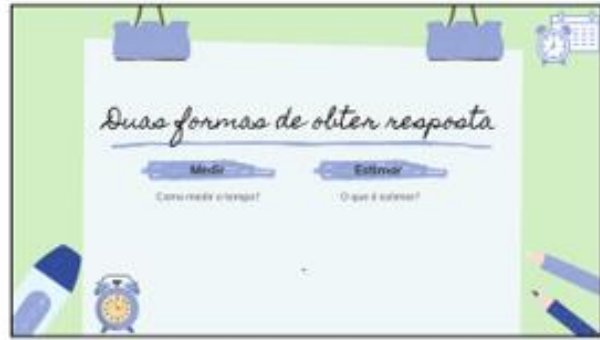 Duas formas de obter resposta
Medir
Estimar
Como medir o tempo?
O que é estimar?